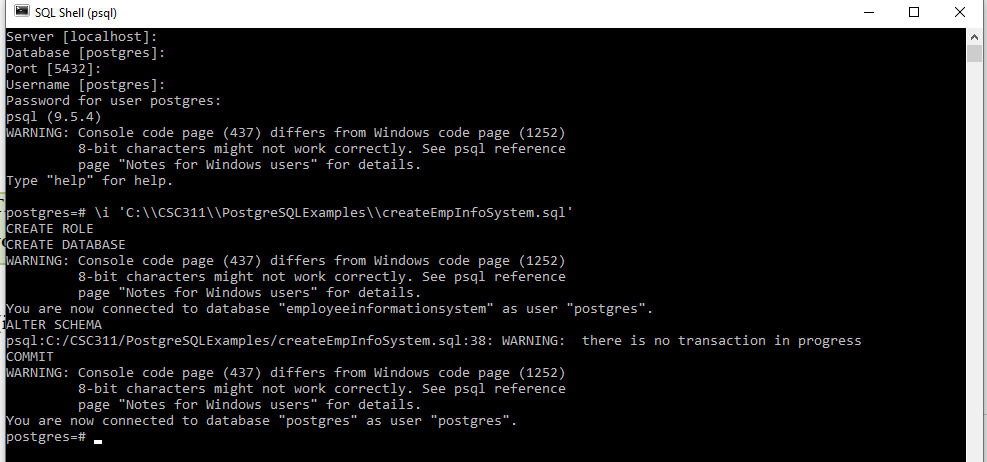 SQL Shell (psql)
Server [localhost]:
Database [postgres]:
Port [5432]:
Username [postgres]:
Password for user postgres:
psql (9.5.4)
WARNING: Console code page (437) differs from Windows code page (1252)
         8-bit characters might not work correctly. See psql reference
         page "Notes for Windows users" for details.
Type "help" for help.

postgres=# \i 'C:\\CSC311\\PostgreSQLExamples\\createEmpInfoSystem.sql'
CREATE ROLE
CREATE DATABASE
WARNING: Console code page (437) differs from Windows code page (1252)
         8-bit characters might not work correctly. See psql reference
         page "Notes for Windows users" for details.
You are now connected to database "employeeinformationsystem" as user "postgres".
ALTER SCHEMA
psql:C:/CSC311/PostgreSQLExamples/createEmpInfoSystem.sql:38: WARNING:  there is no transaction in progress
COMMIT
WARNING: Console code page (437) differs from Windows code page (1252)
         8-bit characters might not work correctly. See psql reference
         page "Notes for Windows users" for details.
You are now connected to database "postgres" as user "postgres".
postgres=#